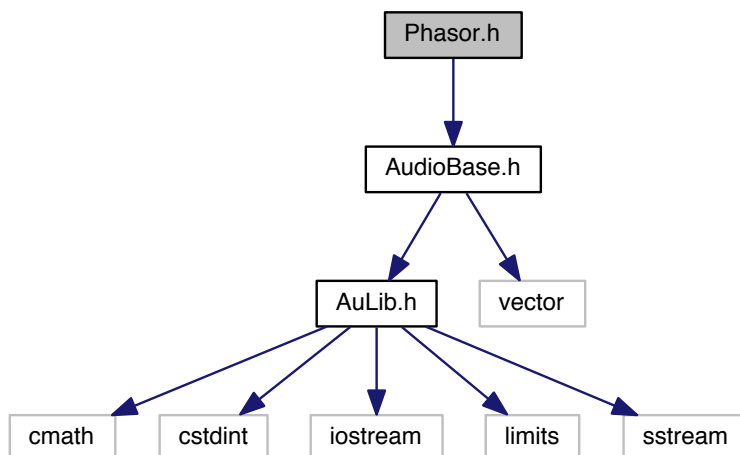 Phasor.h
AudioBase.h
AuLib.h
vector
cmath
cstdint
iostream
limits
sstream